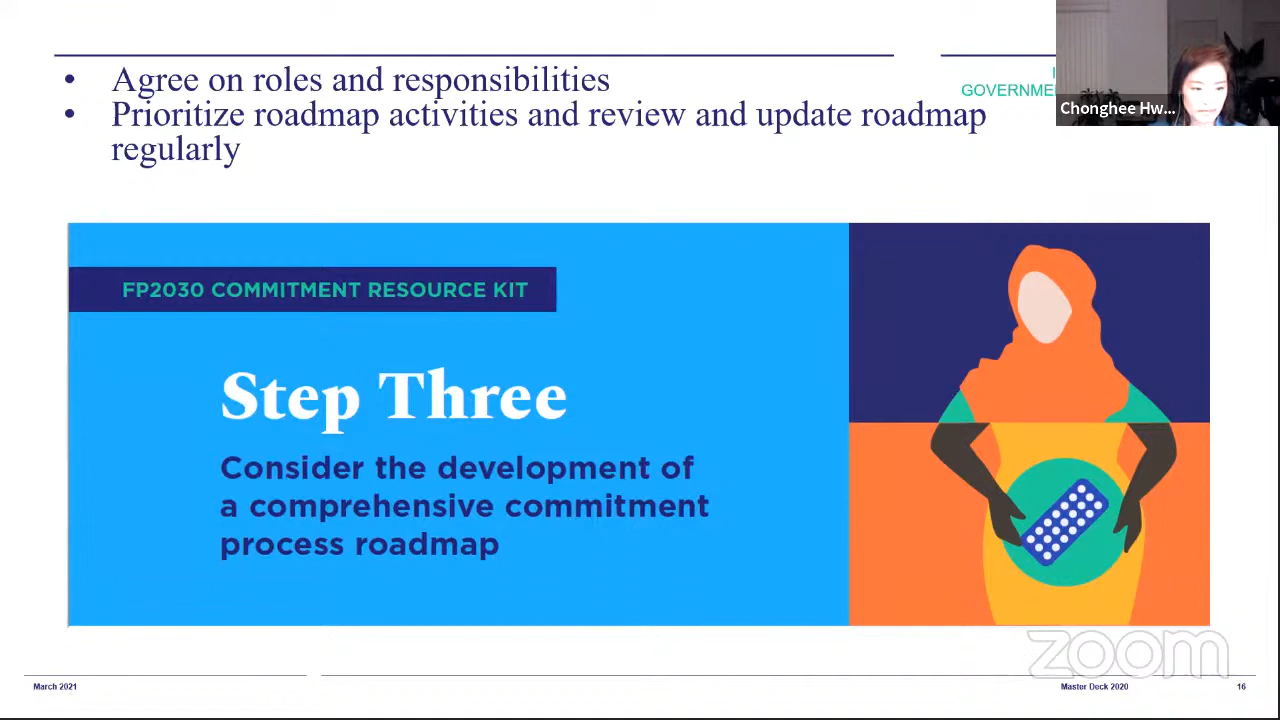 • Agree on roles and responsibilities
• Prioritize roadmap activities and review and update roadmap
regularly
Chonghee Hw...
FP2030 COMMITMENT RESOURCE KIT
Step Three
Consider the development of
a comprehensive commitment
process roadmap
zoom
March 2021
Master Deck 2020
16